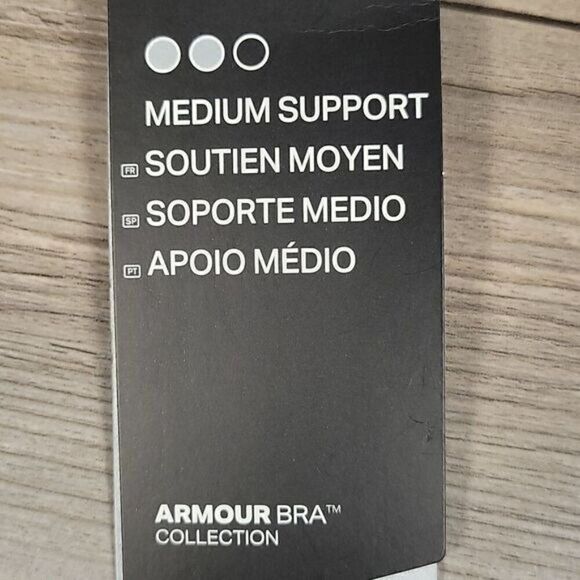 MEDIUM SUPPORT
FR SOUTIEN MOYEN
SP SOPORTE MEDIO
PT APOIO MÉDIO
ARMOUR BRA™
COLLECTION